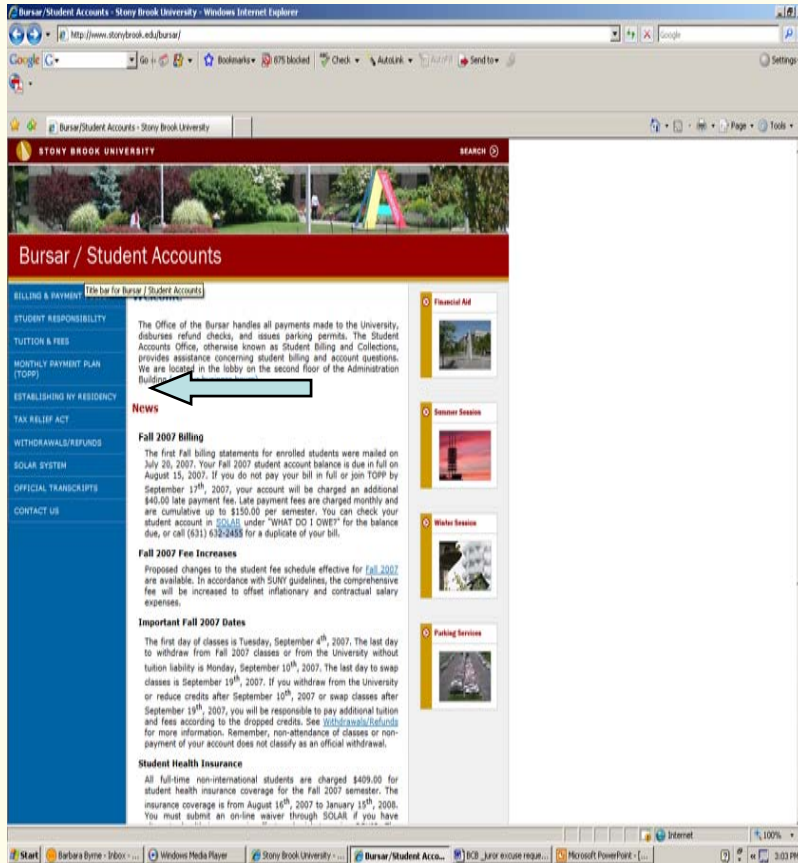 Bursar/Student Accounts - Stony Brook University - Windows Internet Explorer
http://www.stonybrook.edu/bursar/
Google
Google G Go Bookmarks 675 blocked Check AutoLink AutoFill Send to Settings
Bursar/Student Accounts - Stony Brook University
Page Tools
STONY BROOK UNIVERSITY SEARCH
Bursar / Student Accounts
Title bar for Bursar / Student Accounts
BILLING & PAYMENT
STUDENT RESPONSIBILITY
TUITION & FEES
MONTHLY PAYMENT PLAN
(TOPP)
ESTABLISHING NY RESIDENCY
TAX RELIEF ACT
WITHDRAWALS/REFUNDS
SOLAR SYSTEM
OFFICIAL TRANSCRIPTS
CONTACT US
Welcome
The Office of the Bursar handles all payments made to the University,
disburses refund checks, and issues parking permits. The Student
Accounts Office, otherwise known as Student Billing and Collections,
provides assistance concerning student billing and account questions.
We are located in the lobby on the second floor of the Administration
Building
News
Fall 2007 Billing
The first Fall billing statements for enrolled students were mailed on
July 20, 2007. Your Fall 2007 student account balance is due in full on
August 15, 2007. If you do not pay your bill in full or join TOPP by
September 17th, 2007, your account will be charged an additional
$40.00 late payment fee. Late payment fees are charged monthly and
are cumulative up to $150.00 per semester. You can check your
student account in SOLAR under "WHAT DO I OWE?" for the balance
due, or call (631) 632-2455 for a duplicate of your bill.
Fall 2007 Fee Increases
Proposed changes to the student fee schedule effective for Fall 2007
are available. In accordance with SUNY guidelines, the comprehensive
fee will be increased to offset inflationary and contractual salary
expenses.
Important Fall 2007 Dates
The first day of classes is Tuesday, September 4th, 2007. The last day
to withdraw from Fall 2007 classes or from the University without
tuition liability is Monday, September 10th, 2007. The last day to swap
classes is September 19th, 2007. If you withdraw from the University
or reduce credits after September 10th, 2007 or swap classes after
September 19th, 2007, you will be responsible to pay additional tuition
and fees according to the dropped credits. See Withdrawals/Refunds
for more information. Remember, non-attendance of classes or non-
payment of your account does not classify as an official withdrawal.
Student Health Insurance
All full-time non-international students are charged $409.00 for
student health insurance coverage for the Fall 2007 semester. The
insurance coverage is from August 16th, 2007 to January 15th, 2008.
You must submit an on-line waiver through SOLAR if you have
Financial Aid
Summer Session
Winter Session
Parking Services
Internet 100%
Start Barbara Byrne - Inbox - ... Windows Media Player Stony Brook University - ... Bursar/Student Acco... BCB _juror excuse reque... Microsoft PowerPoint - [... 3:03 PM